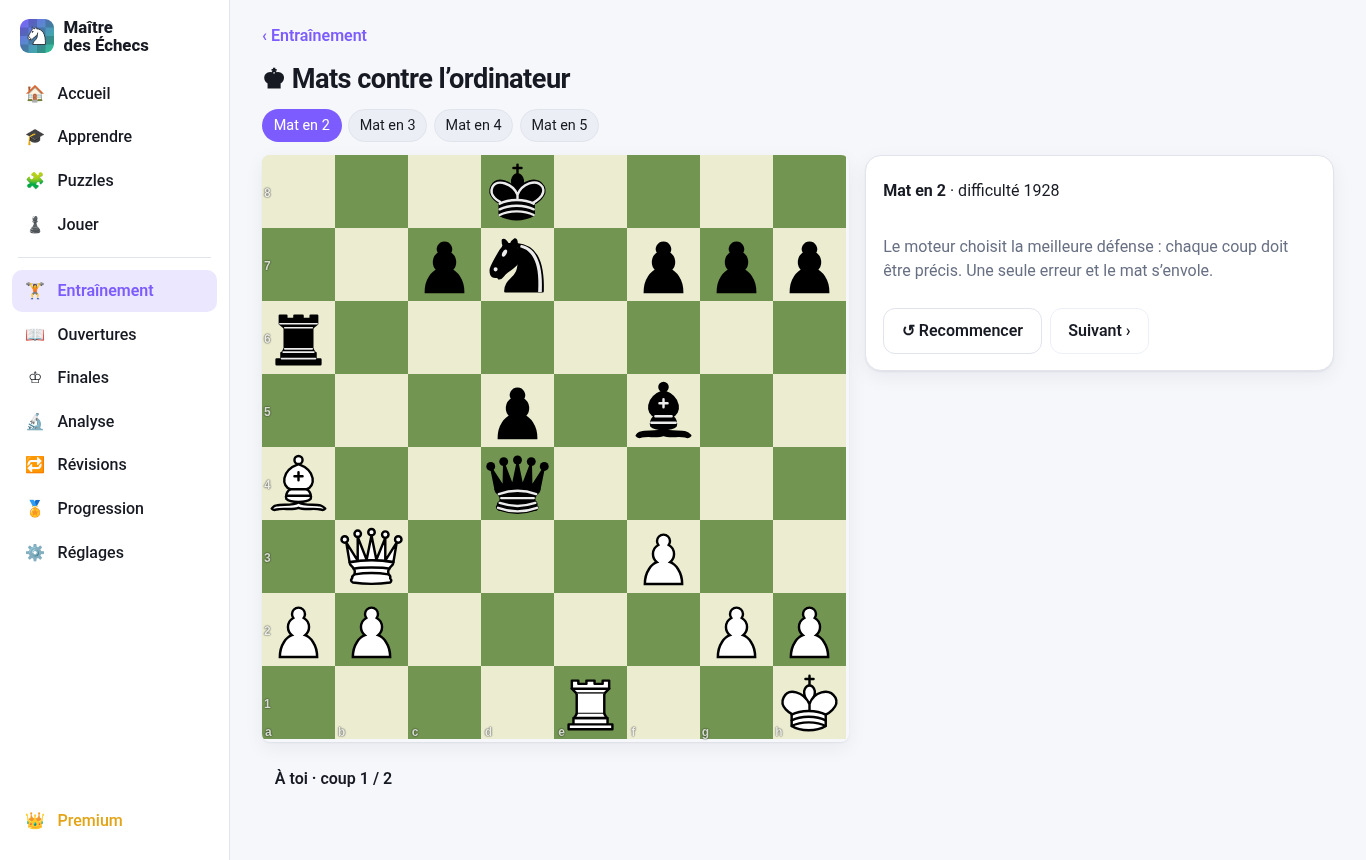 Maître
des Échecs
🏠 Accueil
🎓 Apprendre
🧩 Puzzles
♟️ Jouer
🏋️ Entraînement
📖 Ouvertures
♔ Finales
🔬 Analyse
🔁 Révisions
🏅 Progression
⚙️ Réglages
👑 Premium
‹ Entraînement
♚ Mats contre l’ordinateur
Mat en 2 Mat en 3 Mat en 4 Mat en 5
8
7
6
5
4
3
2
1
a b c d e f g h
À toi · coup 1 / 2
Mat en 2 · difficulté 1928
Le moteur choisit la meilleure défense : chaque coup doit
être précis. Une seule erreur et le mat s’envole.
↺ Recommencer Suivant ›